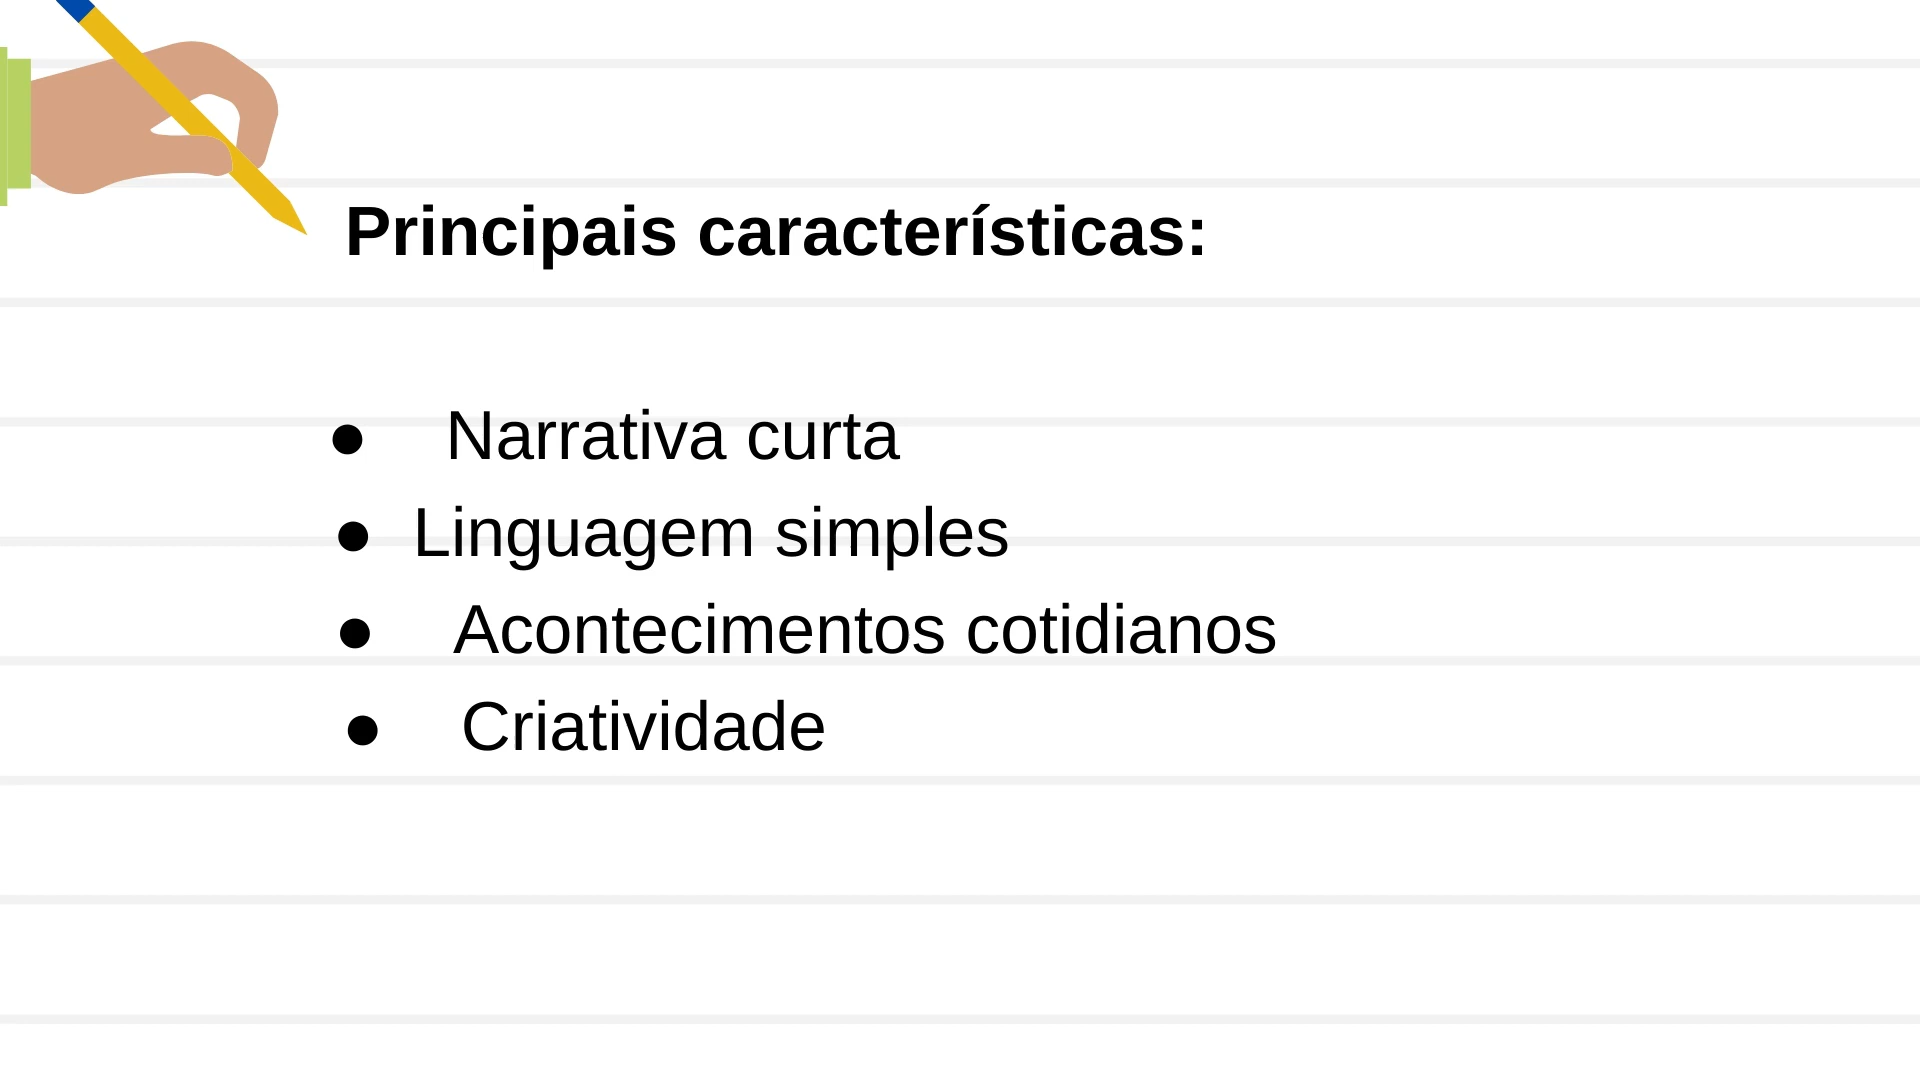 Principais características:
● Narrativa curta
● Linguagem simples
● Acontecimentos cotidianos
● Criatividade